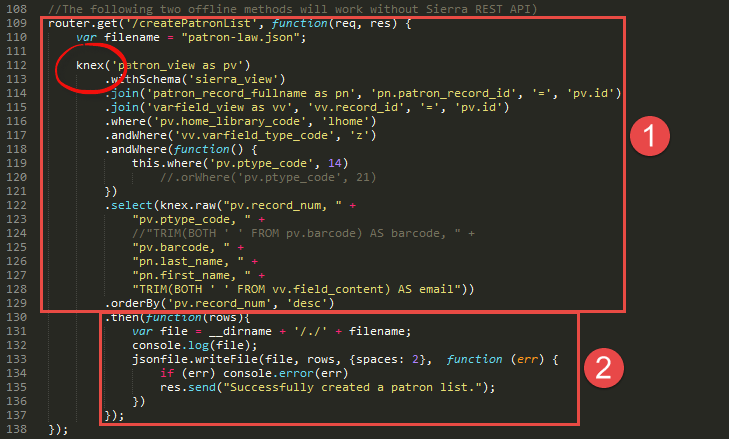 108 //The following two offline methods will work without Sierra REST API)
109 router.get('/createPatronList', function(req, res) {
110     var filename = "patron-law.json";
111
112     knex('patron_view as pv')
113         .withSchema('sierra_view')
114         .join('patron_record_fullname as pn', 'pn.patron_record_id', '=', 'pv.id')
115         .join('varfield_view as vv', 'vv.record_id', '=', 'pv.id')
116         .where('pv.home_library_code', 'lhome')
117         .andWhere('vv.varfield_type_code', 'z')
118         .andWhere(function() {
119             this.where('pv.ptype_code', 14)
120                 //.orWhere('pv.ptype_code', 21)
121         })
122         .select(knex.raw("pv.record_num, " +
123             "pv.ptype_code, " +
124             //"TRIM(BOTH ' ' FROM pv.barcode) AS barcode, " +
125             "pv.barcode, " +
126             "pn.last_name, " +
127             "pn.first_name, " +
128             "TRIM(BOTH ' ' FROM vv.field_content) AS email"))
129         .orderBy('pv.record_num', 'desc')
1
130         .then(function(rows){
131             var file = __dirname + '/./' + filename;
132             console.log(file);
133             jsonfile.writeFile(file, rows, {spaces: 2},  function (err) {
134                 if (err) console.error(err)
135                 res.send("Successfully created a patron list.");
136             })
137         });
2
138 });